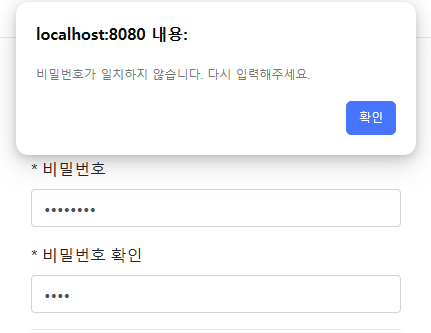 localhost:8080 내용:
비밀번호가 일치하지 않습니다. 다시 입력해주세요.
확인
* 비밀번호
••••••••
* 비밀번호 확인
••••